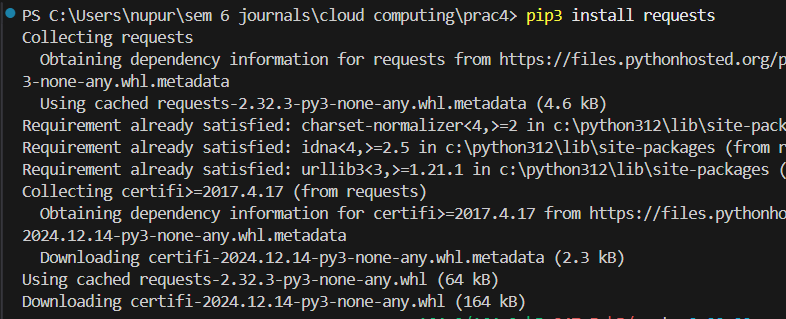 PS C:\Users\nupur\sem 6 journals\cloud computing\prac4> pip3 install requests
Collecting requests
  Obtaining dependency information for requests from https://files.pythonhosted.org/p
3-none-any.whl.metadata
  Using cached requests-2.32.3-py3-none-any.whl.metadata (4.6 kB)
Requirement already satisfied: charset-normalizer<4,>=2 in c:\python312\lib\site-pack
Requirement already satisfied: idna<4,>=2.5 in c:\python312\lib\site-packages (from r
Requirement already satisfied: urllib3<3,>=1.21.1 in c:\python312\lib\site-packages (
Collecting certifi>=2017.4.17 (from requests)
  Obtaining dependency information for certifi>=2017.4.17 from https://files.pythonho
2024.12.14-py3-none-any.whl.metadata
  Downloading certifi-2024.12.14-py3-none-any.whl.metadata (2.3 kB)
Using cached requests-2.32.3-py3-none-any.whl (64 kB)
Downloading certifi-2024.12.14-py3-none-any.whl (164 kB)